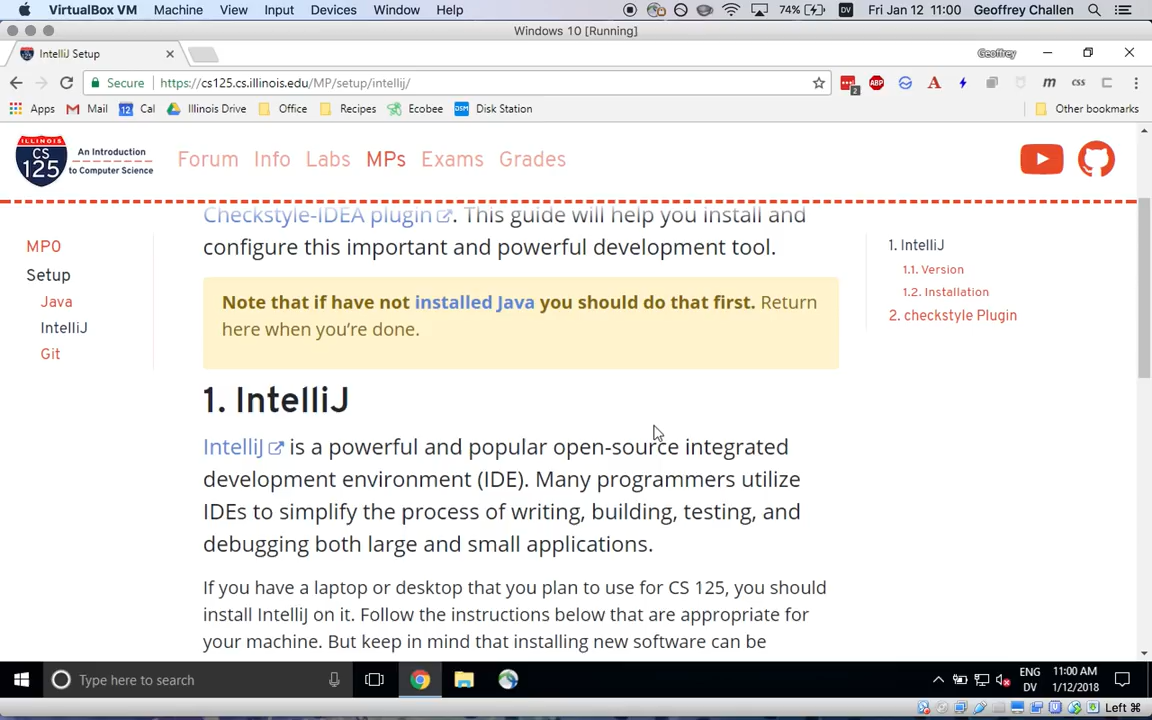 VirtualBox VM Machine View Input Devices Window Help 74% DV Fri Jan 12 11:00 Geoffrey Challen
Windows 10 [Running]
IntelliJ Setup Geoffrey
Secure https://cs125.cs.illinois.edu/MP/setup/intellij/ 2 ABP A m css C
Apps Mail 12 Cal Illinois Drive Office Recipes Ecobee DSM Disk Station Other bookmarks
ILLINOIS CS 125
An Introduction
to Computer Science
Forum Info Labs MPs Exams Grades
MP0
Setup
Java
IntelliJ
Git
Checkstyle-IDEA plugin. This guide will help you install and
configure this important and powerful development tool.
Note that if have not installed Java you should do that first. Return
here when you're done.
1. IntelliJ
IntelliJ is a powerful and popular open-source integrated
development environment (IDE). Many programmers utilize
IDEs to simplify the process of writing, building, testing, and
debugging both large and small applications.
If you have a laptop or desktop that you plan to use for CS 125, you should
install IntelliJ on it. Follow the instructions below that are appropriate for
your machine. But keep in mind that installing new software can be
1. IntelliJ
1.1. Version
1.2. Installation
2. checkstyle Plugin
Type here to search
ENG
DV
11:00 AM
1/12/2018
Left ⌘